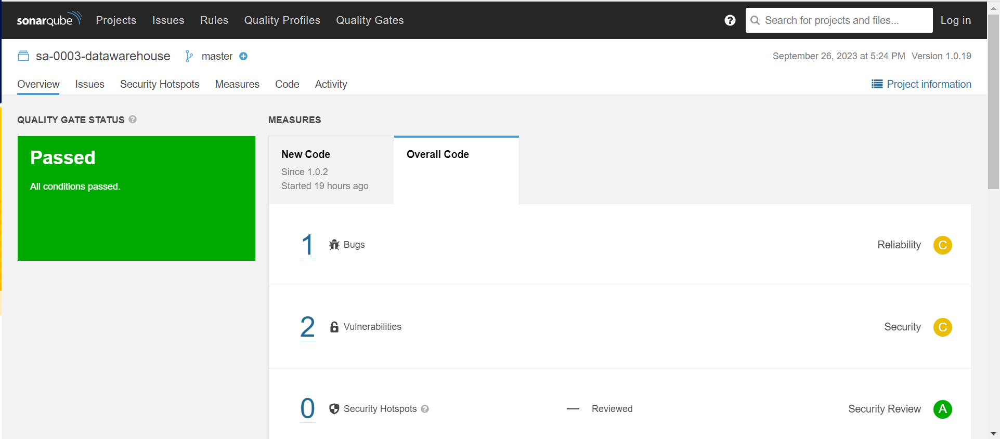 sonarqube Projects Issues Rules Quality Profiles Quality Gates ? Search for projects and files... Log in
sa-0003-datawarehouse master September 26, 2023 at 5:24 PM Version 1.0.19
Overview Issues Security Hotspots Measures Code Activity Project information
QUALITY GATE STATUS ?
Passed
All conditions passed.
MEASURES
New Code
Since 1.0.2
Started 19 hours ago
Overall Code
1 Bugs Reliability C
2 Vulnerabilities Security C
0 Security Hotspots ? — Reviewed Security Review A